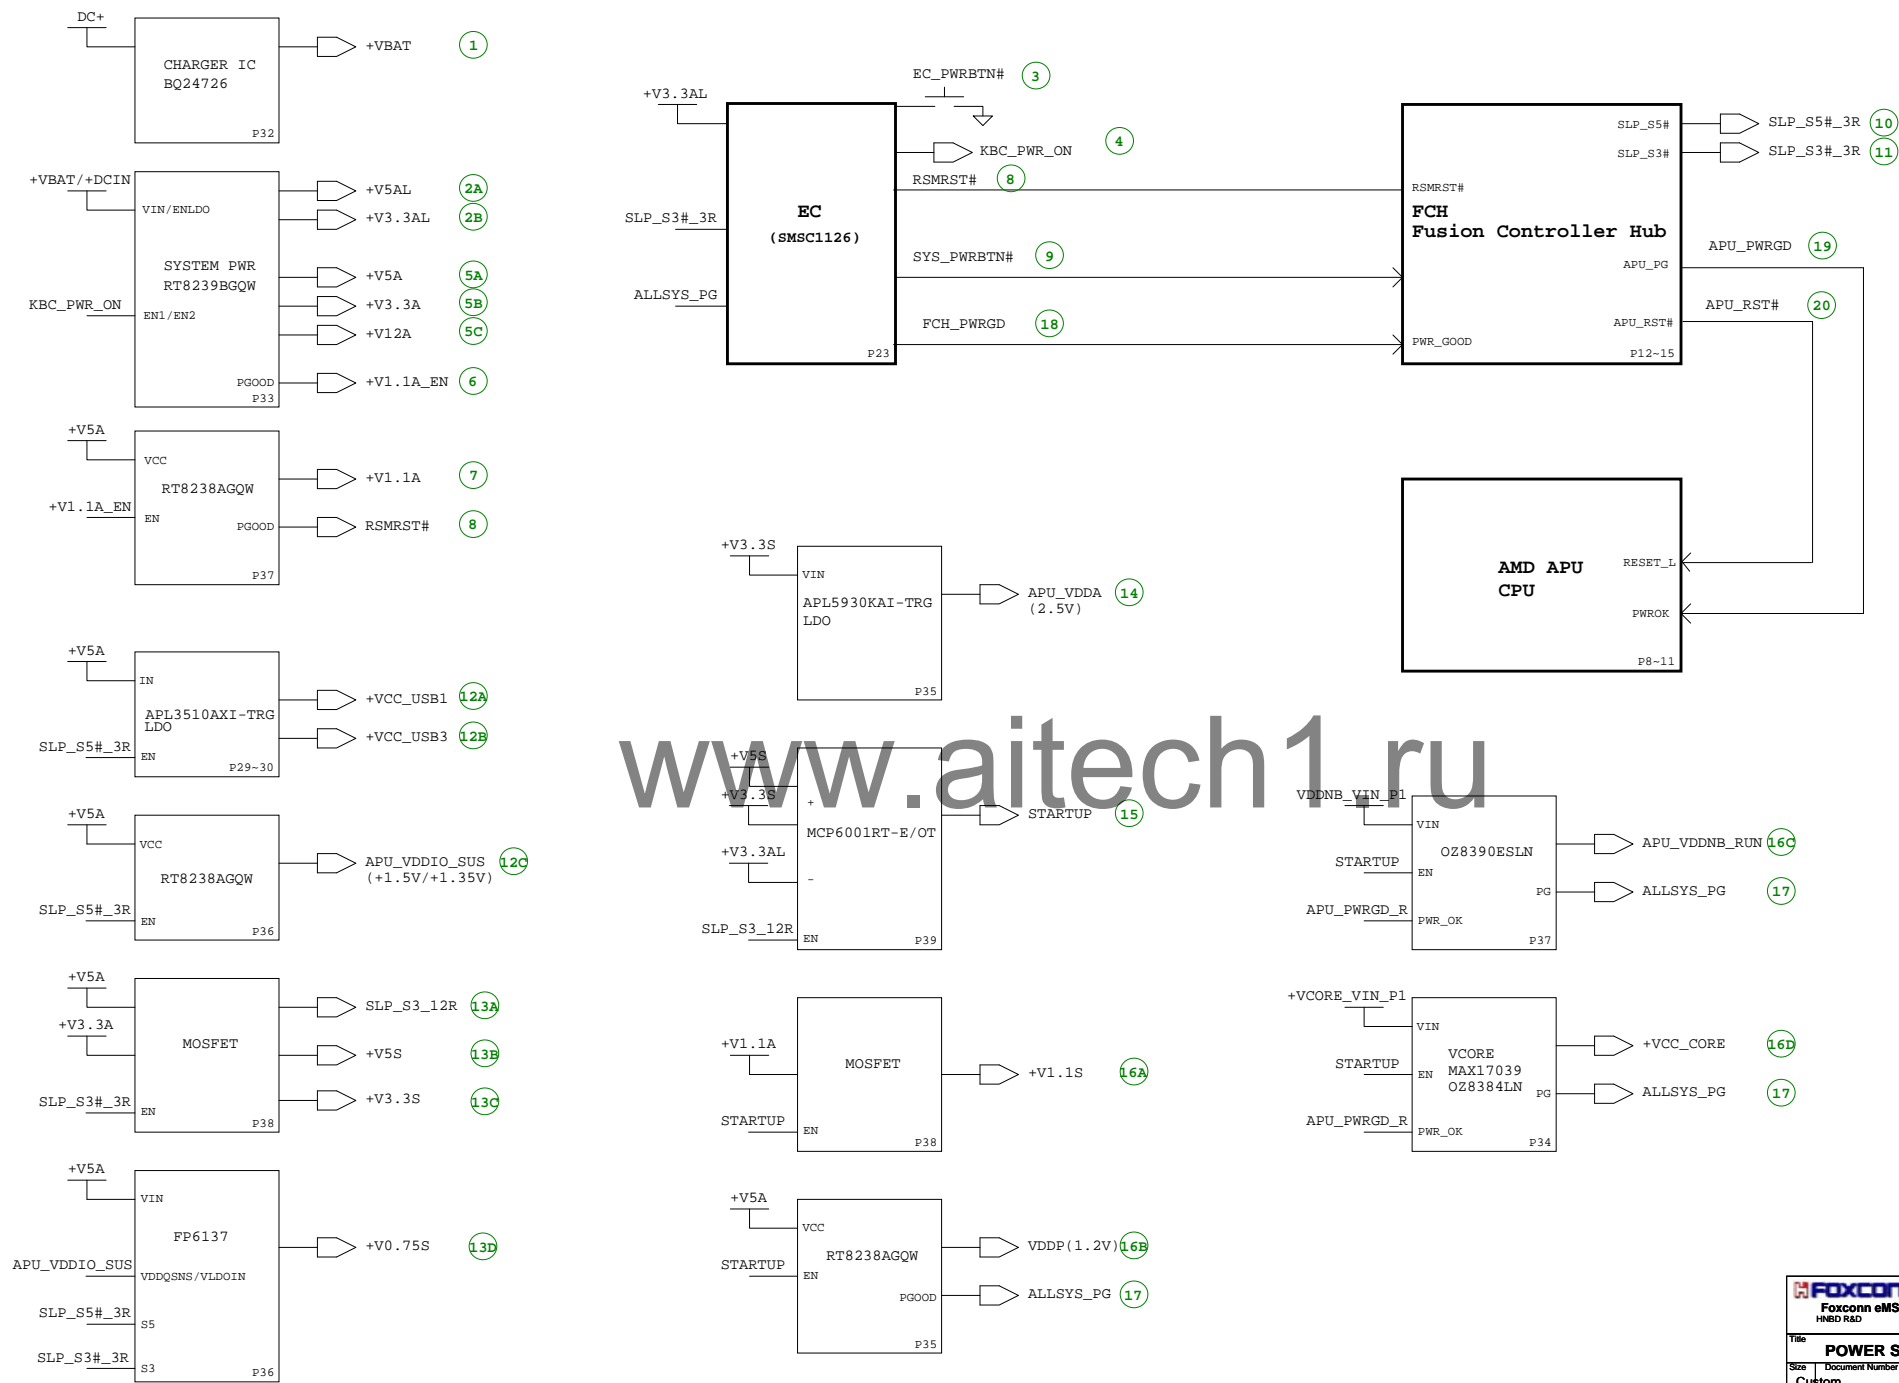 DC+
CHARGER IC
BQ24726
P32
+VBAT
1
+VBAT/+DCIN
VIN/ENLDO
SYSTEM PWR
RT8239BGQW
KBC_PWR_ON
EN1/EN2
PGOOD
P33
+V5AL
2A
+V3.3AL
2B
+V5A
5A
+V3.3A
5B
+V12A
5C
+V1.1A_EN
6
+V5A
VCC
RT8238AGQW
+V1.1A_EN
EN
PGOOD
P37
+V1.1A
7
RSMRST#
8
+V5A
IN
APL3510AXI-TRG
LDO
SLP_S5#_3R
EN
P29~30
+VCC_USB1
12A
+VCC_USB3
12B
+V5A
VCC
RT8238AGQW
SLP_S5#_3R
EN
P36
APU_VDDIO_SUS
(+1.5V/+1.35V)
12C
+V5A
+V3.3A
MOSFET
SLP_S3#_3R
EN
P38
SLP_S3_12R
13A
+V5S
13B
+V3.3S
13C
+V5A
VIN
FP6137
APU_VDDIO_SUS
VDDQSNS/VLDOIN
SLP_S5#_3R
S5
SLP_S3#_3R
S3
P36
+V0.75S
13D
+V3.3AL
EC
(SMSC1126)
SLP_S3#_3R
ALLSYS_PG
P23
EC_PWRBTN#
3
KBC_PWR_ON
4
RSMRST#
8
SYS_PWRBTN#
9
FCH_PWRGD
18
RSMRST#
FCH
Fusion Controller Hub
PWR_GOOD
SLP_S5#
SLP_S3#
APU_PG
APU_RST#
P12~15
SLP_S5#_3R
10
SLP_S3#_3R
11
APU_PWRGD
19
APU_RST#
20
AMD APU
CPU
RESET_L
PWROK
P8~11
+V3.3S
VIN
APL5930KAI-TRG
LDO
P35
APU_VDDA
(2.5V)
14
www.aitech1.ru
+V5S
+V3.3S
+
MCP6001RT-E/OT
+V3.3AL
-
SLP_S3_12R
EN
P39
STARTUP
15
+V1.1A
MOSFET
STARTUP
EN
P38
+V1.1S
16A
+V5A
VCC
RT8238AGQW
STARTUP
EN
PGOOD
P35
VDDP(1.2V)
16B
ALLSYS_PG
17
VDDNB_VIN_P1
VIN
OZ8390ESLN
STARTUP
EN
PG
APU_PWRGD_R
PWR_OK
P37
APU_VDDNB_RUN
16C
ALLSYS_PG
17
+VCORE_VIN_P1
VIN
VCORE
MAX17039
OZ8384LN
STARTUP
EN
PG
APU_PWRGD_R
PWR_OK
P34
+VCC_CORE
16D
ALLSYS_PG
17
FOXCON
Foxconn eMS
HNBD R&D
Title
POWER S
Size
Document Number
Custom